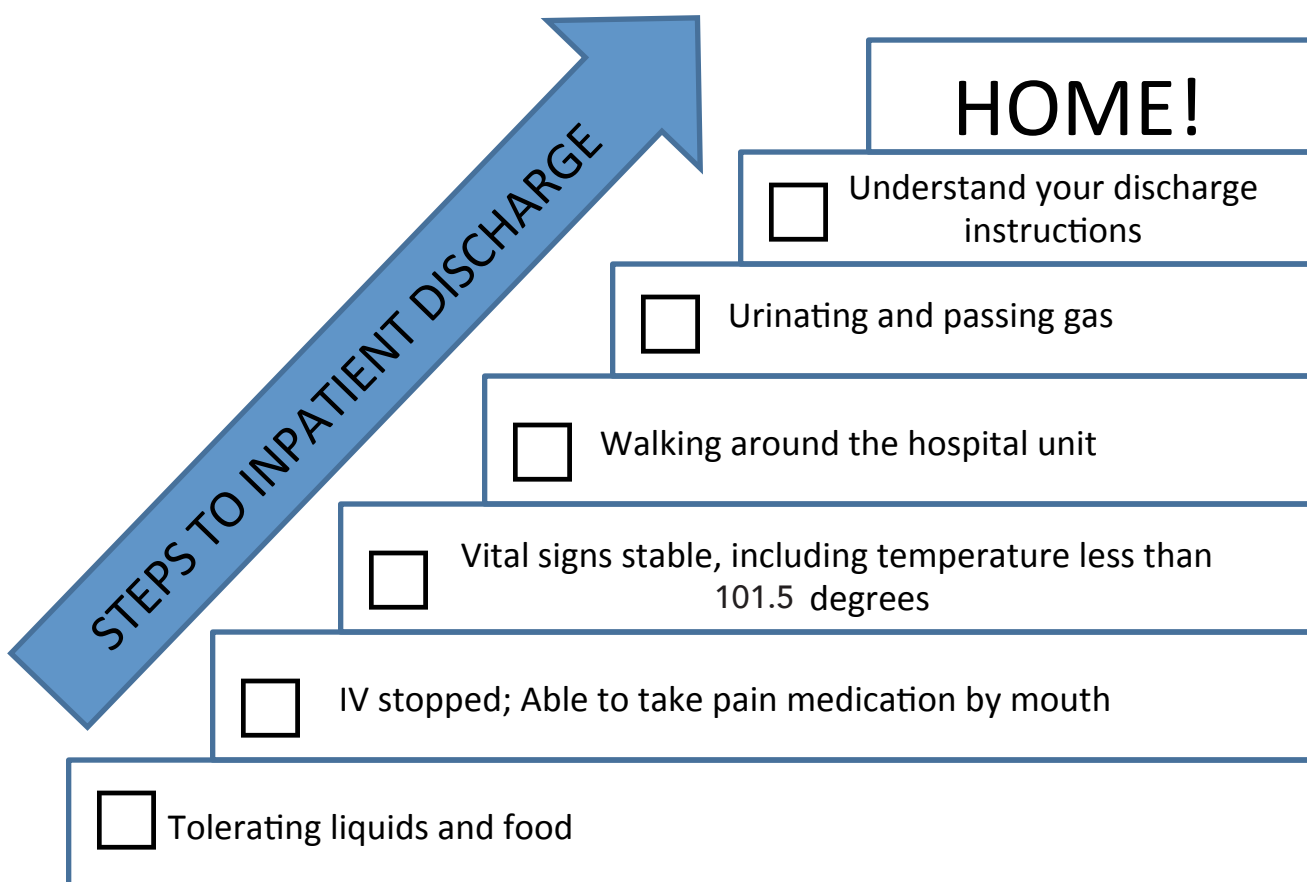 STEPS TO INPATIENT DISCHARGE
HOME!
Understand your discharge
instructions
Urinating and passing gas
Walking around the hospital unit
Vital signs stable, including temperature less than
101.5 degrees
IV stopped; Able to take pain medication by mouth
Tolerating liquids and food